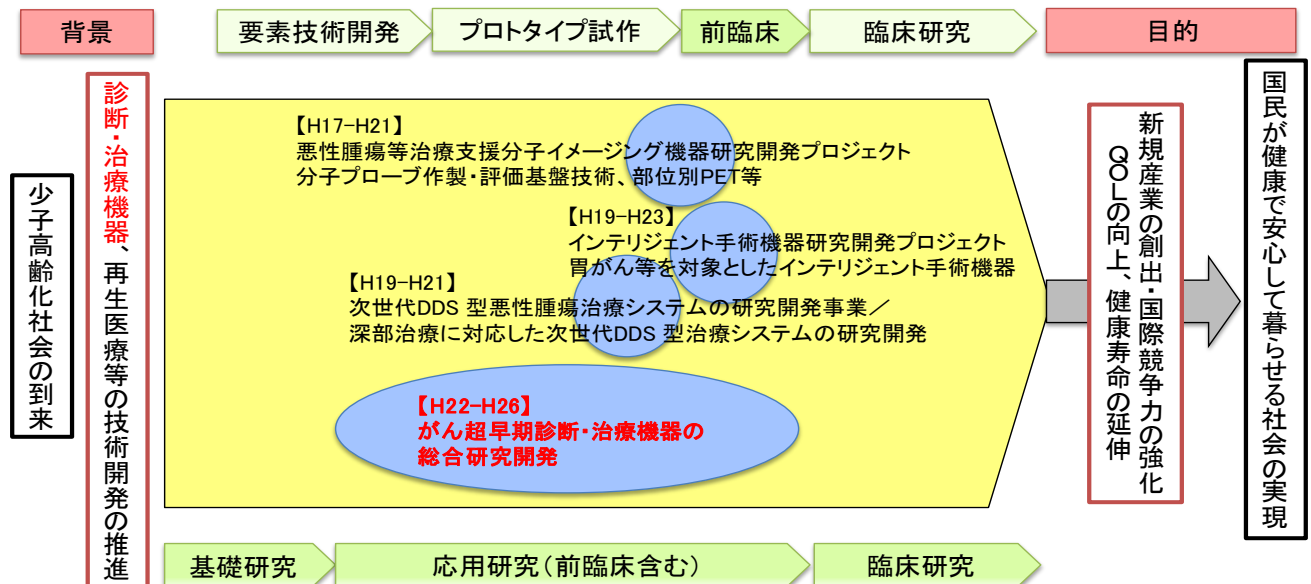 背景
要素技術開発
プロトタイプ試作
前臨床
臨床研究
目的
少子高齢化社会の到来
診断・治療機器、再生医療等の技術開発の推進
【H17-H21】
悪性腫瘍等治療支援分子イメージング機器研究開発プロジェクト
分子プローブ作製・評価基盤技術、部位別PET等
【H19-H23】
インテリジェント手術機器研究開発プロジェクト
胃がん等を対象としたインテリジェント手術機器
【H19-H21】
次世代DDS 型悪性腫瘍治療システムの研究開発事業／
深部治療に対応した次世代DDS 型治療システムの研究開発
【H22-H26】
がん超早期診断・治療機器の
総合研究開発
新規産業の創出・国際競争力の強化
QOLの向上、健康寿命の延伸
国民が健康で安心して暮らせる社会の実現
基礎研究
応用研究(前臨床含む)
臨床研究